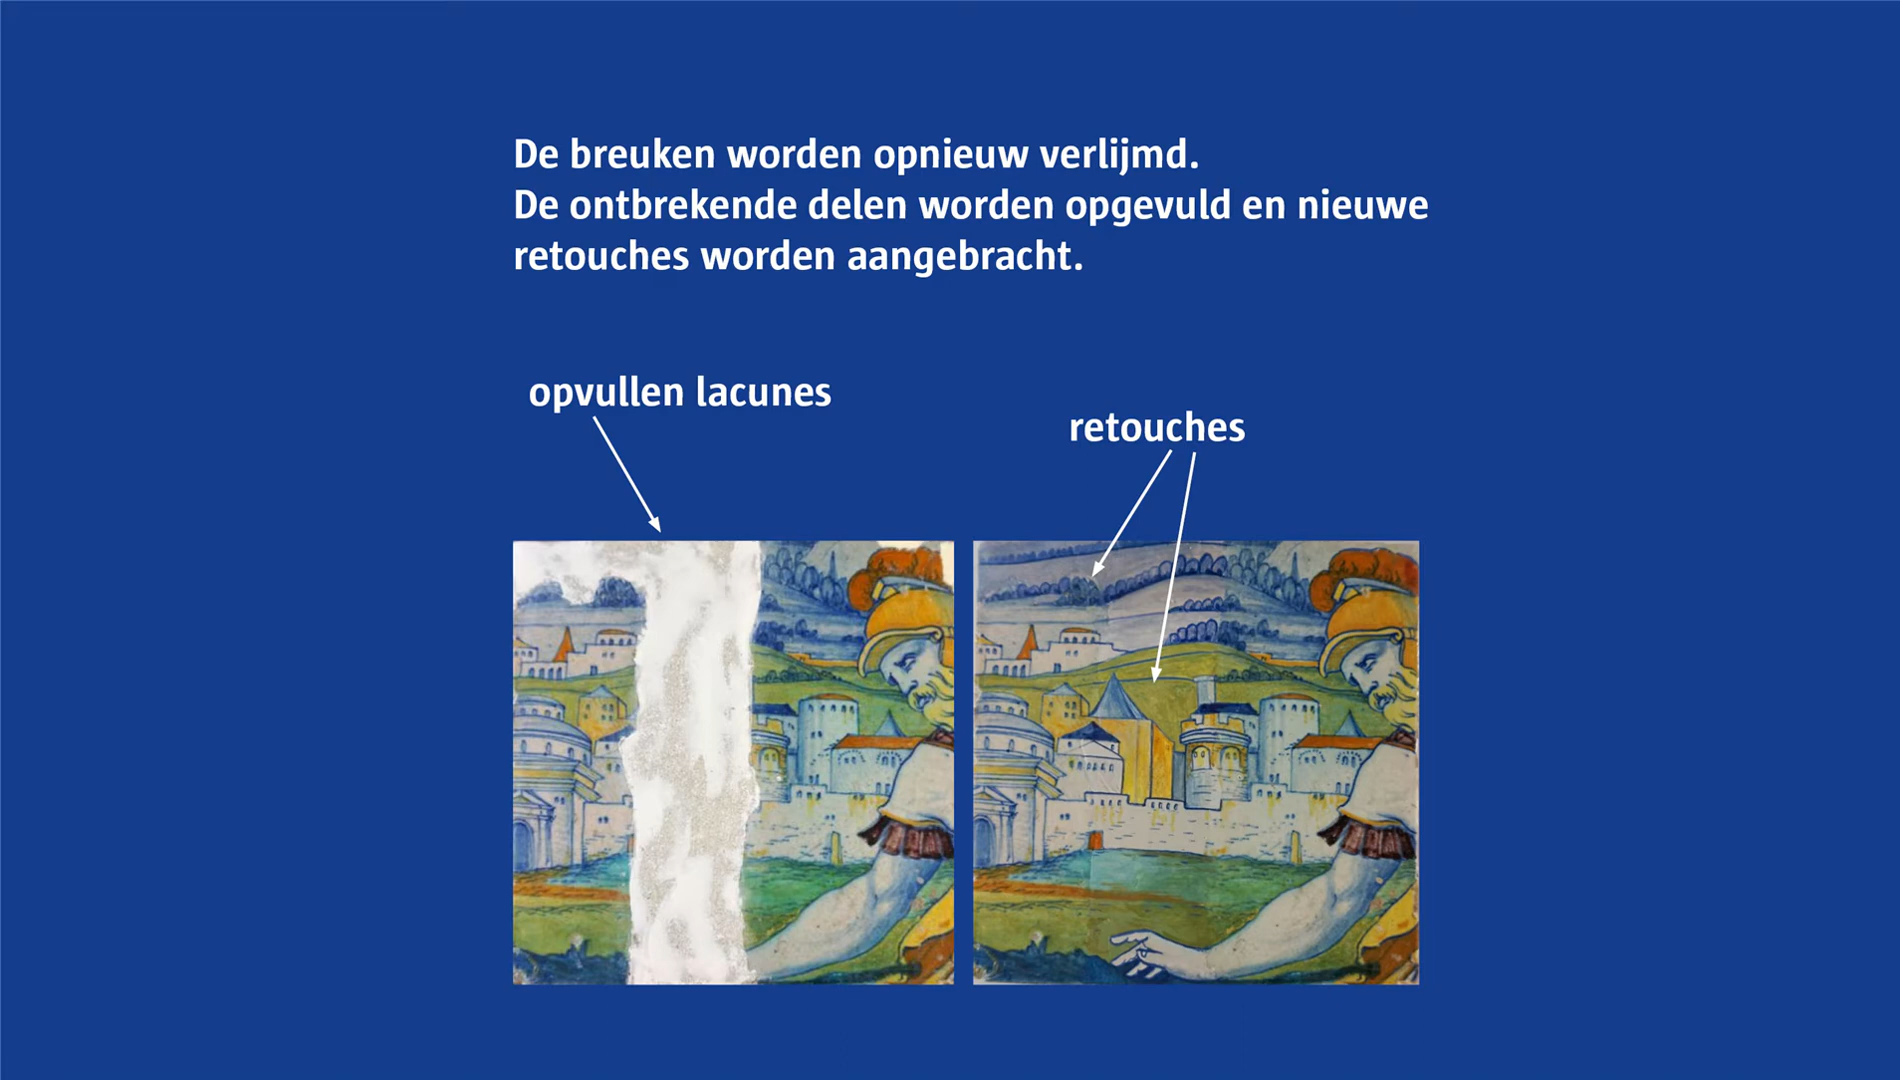 De breuken worden opnieuw verlijmd.
De ontbrekende delen worden opgevuld en nieuwe
retouches worden aangebracht.
opvullen lacunes
retouches